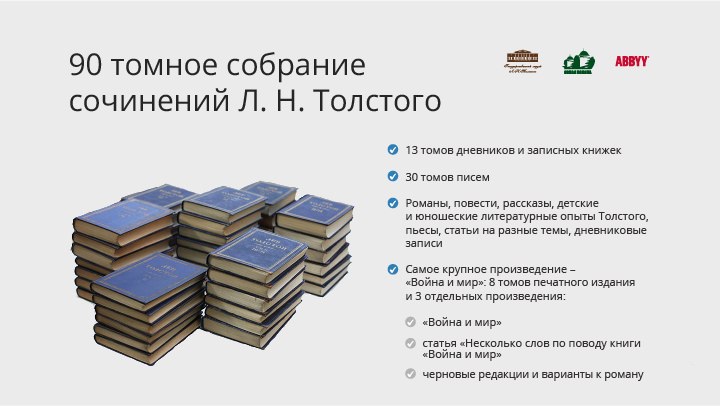 90 томное собрание
сочинений Л. Н. Толстого
ABBYY
13 томов дневников и записных книжек
30 томов писем
Романы, повести, рассказы, детские
и юношеские литературные опыты Толстого,
пьесы, статьи на разные темы, дневниковые
записи
Самое крупное произведение –
«Война и мир»: 8 томов печатного издания
и 3 отдельных произведения:
«Война и мир»
статья «Несколько слов по поводу книги
«Война и мир»
черновые редакции и варианты к роману
ТОЛСТОЙ